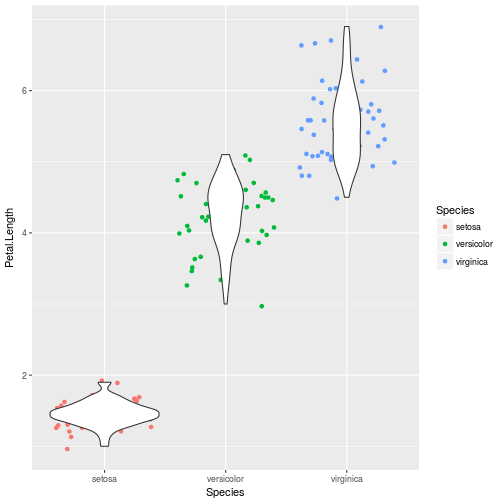 6
4
2
Petal.Length
setosa
versicolor
virginica
Species
Species
setosa
versicolor
virginica